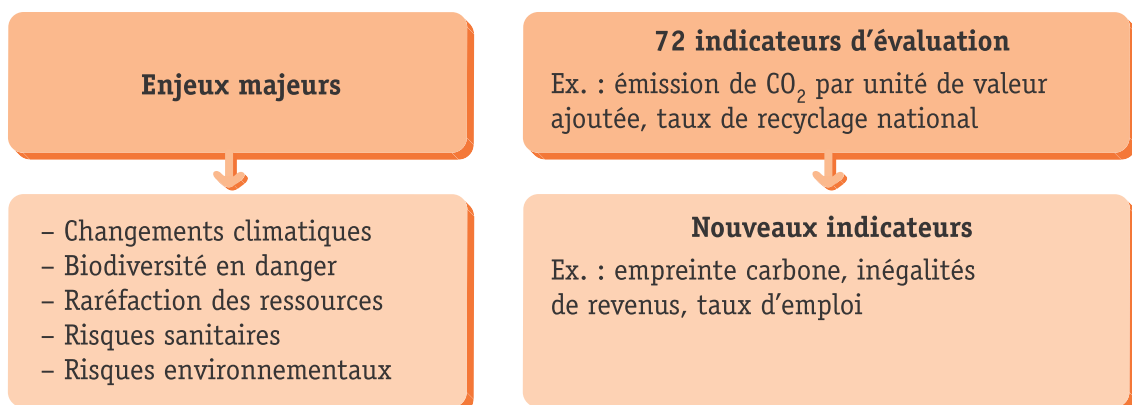 Enjeux majeurs
– Changements climatiques
– Biodiversité en danger
– Raréfaction des ressources
– Risques sanitaires
– Risques environnementaux
72 indicateurs d’évaluation
Ex. : émission de CO₂ par unité de valeur
ajoutée, taux de recyclage national
Nouveaux indicateurs
Ex. : empreinte carbone, inégalités
de revenus, taux d’emploi